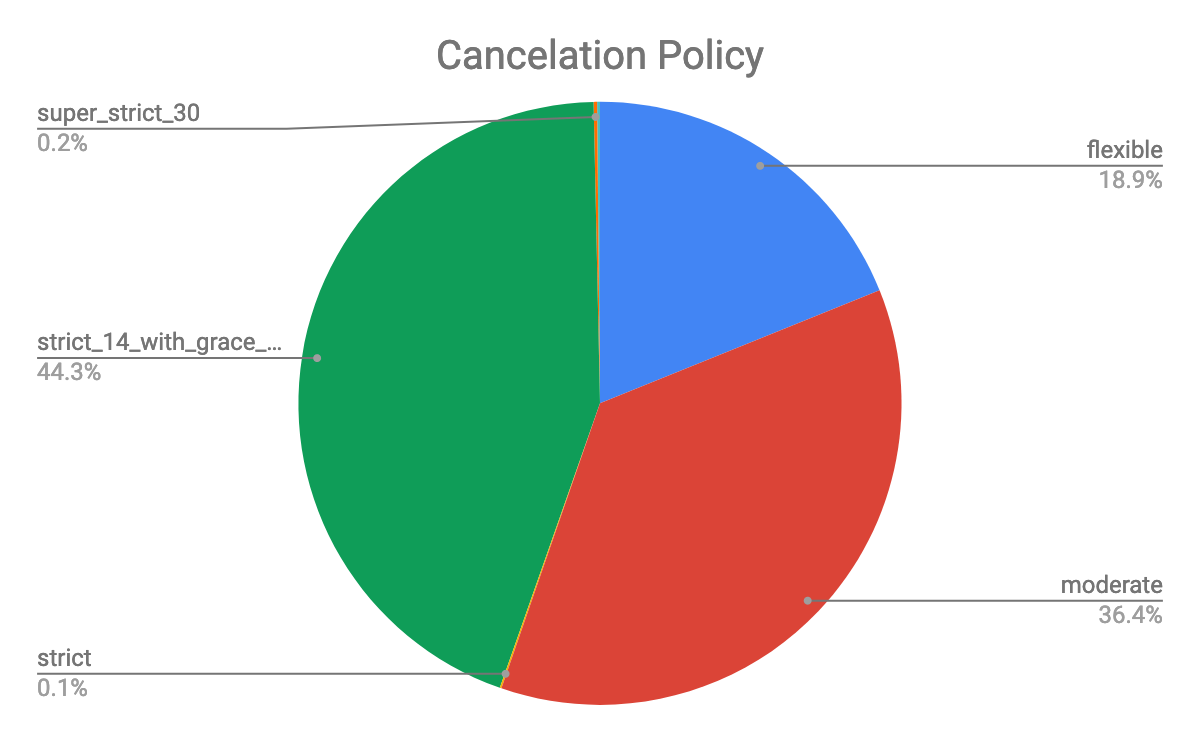 Cancelation Policy
super_strict_30
0.2%
flexible
18.9%
strict_14_with_grace_...
44.3%
moderate
36.4%
strict
0.1%